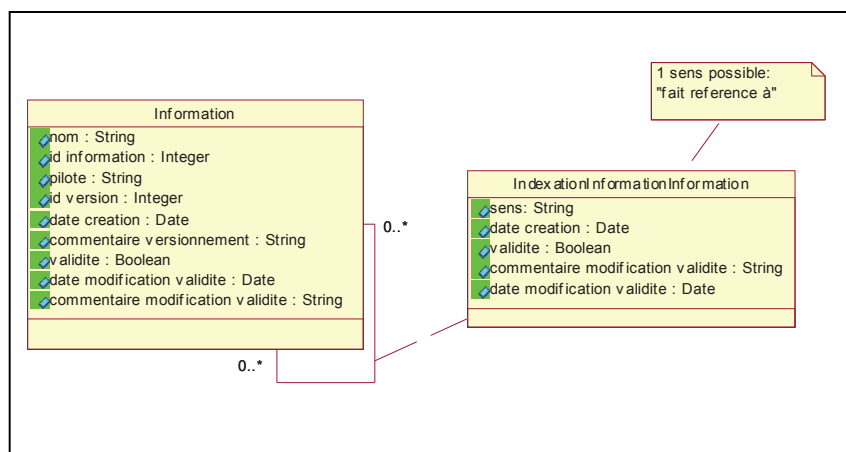 1 sens possible:
"fait reference à"
Information
nom : String
id information : Integer
pilote : String
id version : Integer
date creation : Date
commentaire versionnement : String
validite : Boolean
date modification validite : Date
commentaire modification validite : String
0..*
0..*
IndexationInformationInformation
sens: String
date creation : Date
validite : Boolean
commentaire modification validite : String
date modification validite : Date